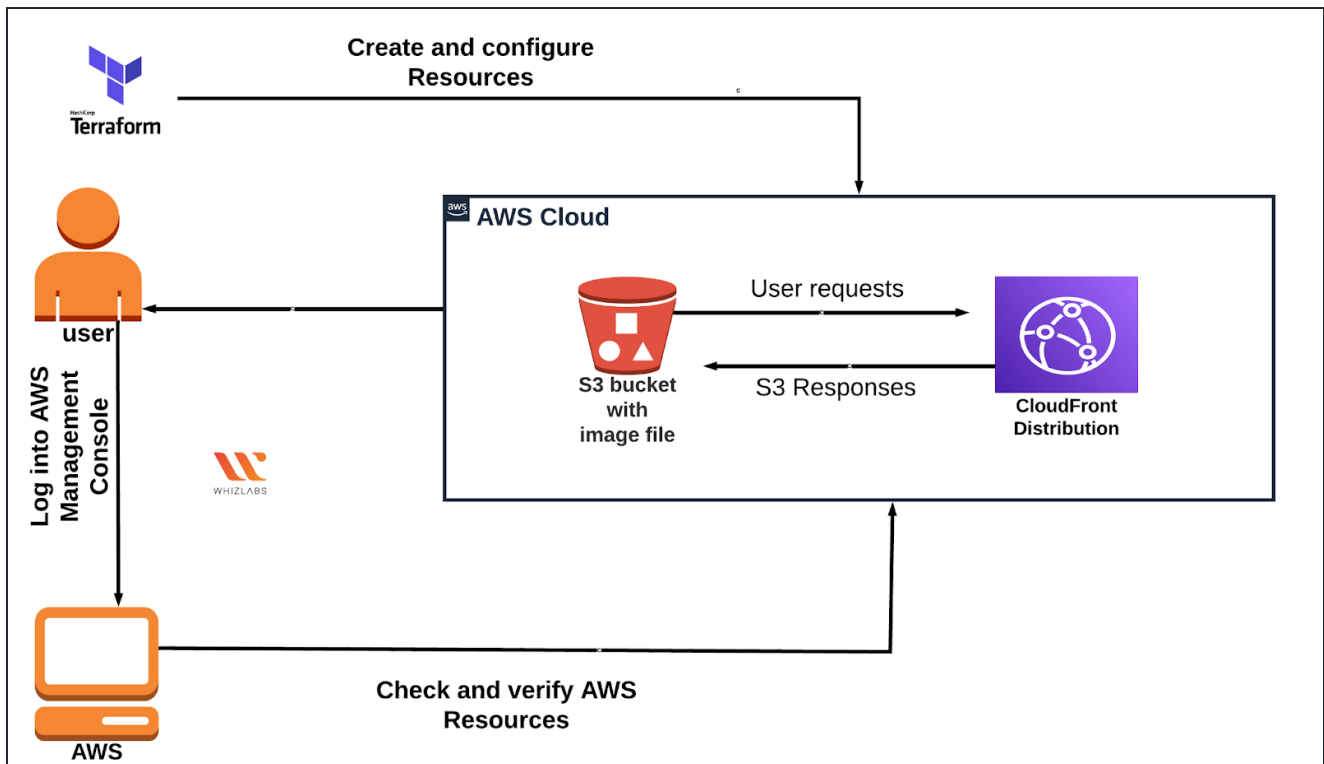 Create and configure
Resources
c
HashiCorp
Terraform
aws
AWS Cloud
User requests
S3 Responses
S3 bucket
with
image file
CloudFront
Distribution
user
Log into AWS
Management
Console
WHIZLABS
Check and verify AWS
Resources
AWS